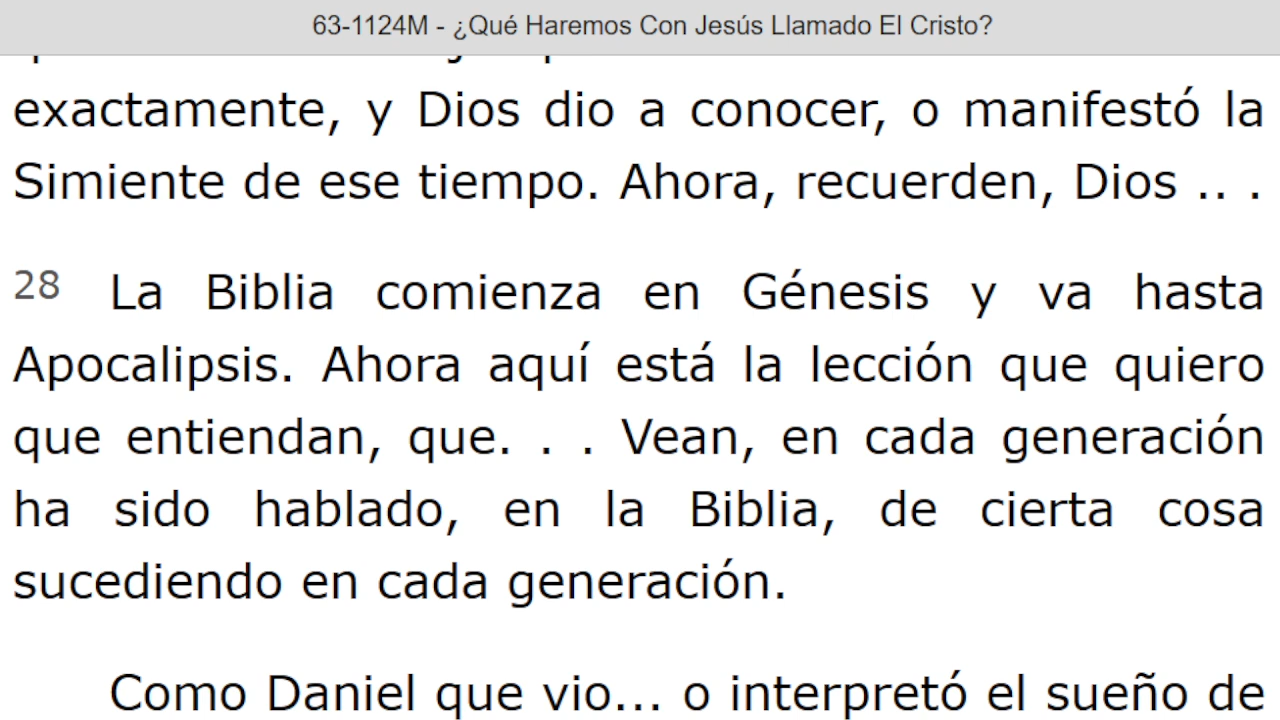 63-1124M - ¿Qué Haremos Con Jesús Llamado El Cristo?
exactamente, y Dios dio a conocer, o manifestó la
Simiente de ese tiempo. Ahora, recuerden, Dios .. .
28 La Biblia comienza en Génesis y va hasta
Apocalipsis. Ahora aquí está la lección que quiero
que entiendan, que. . . Vean, en cada generación
ha sido hablado, en la Biblia, de cierta cosa
sucediendo en cada generación.
Como Daniel que vio... o interpretó el sueño de